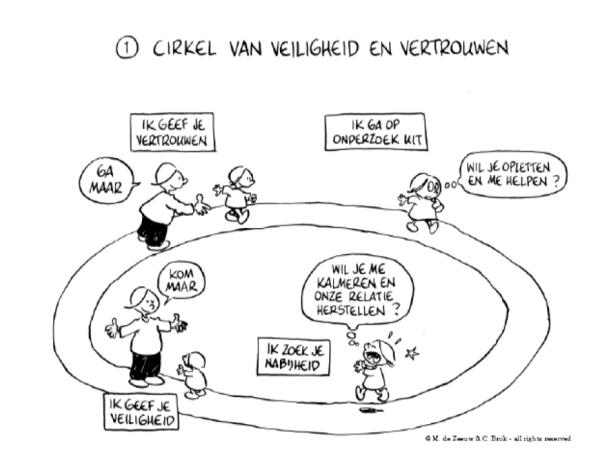 ① CIRKEL VAN VEILIGHEID EN VERTROUWEN
IK GEEF JE
VERTROUWEN
IK GA OP
ONDERZOEK UIT
GA
MAAR
WIL JE OPLETTEN
EN ME HELPEN ?
KOM
MAAR
WIL JE ME
KALMEREN EN
ONZE RELATIE
HERSTELLEN ?
IK ZOEK JE
NABIJHEID
IK GEEF JE
VEILIGHEID
© M. de Zeeuw & C. Brok - all rights reserved